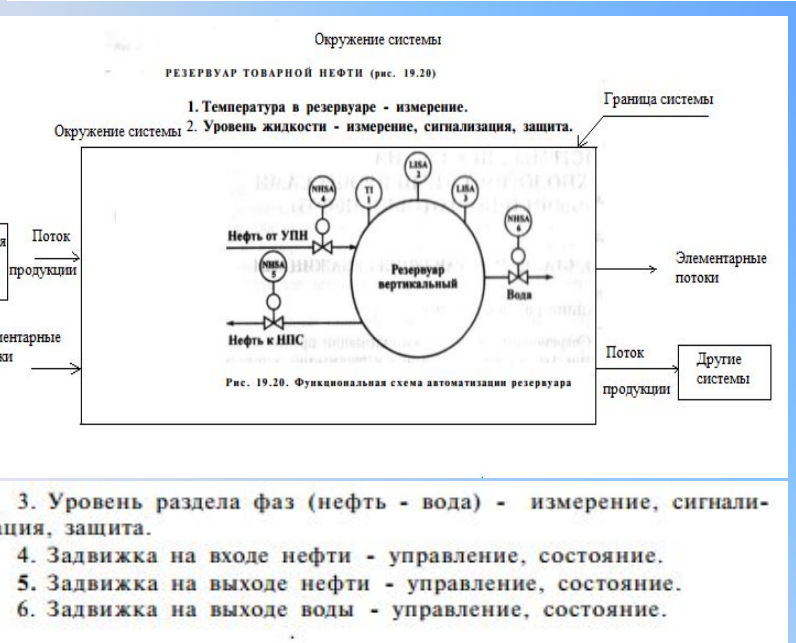 Окружение системы
РЕЗЕРВУАР ТОВАРНОЙ НЕФТИ (рис. 19.20)
Граница системы
1. Температура в резервуаре - измерение.
Окружение системы
2. Уровень жидкости - измерение, сигнализация, защита.
NHSA
4
TI
1
LISA
2
LISA
3
NHSA
6
Поток
продукции
Нефть от УПН
NHSA
5
Резервуар
вертикальный
Вода
Элементарные
потоки
Нефть к НПС
Поток
продукции
Другие
системы
Рис. 19.20. Функциональная схема автоматизации резервуара
3. Уровень раздела фаз (нефть - вода) - измерение, сигнали-
ация, защита.
4. Задвижка на входе нефти - управление, состояние.
5. Задвижка на выходе нефти - управление, состояние.
6. Задвижка на выходе воды - управление, состояние.